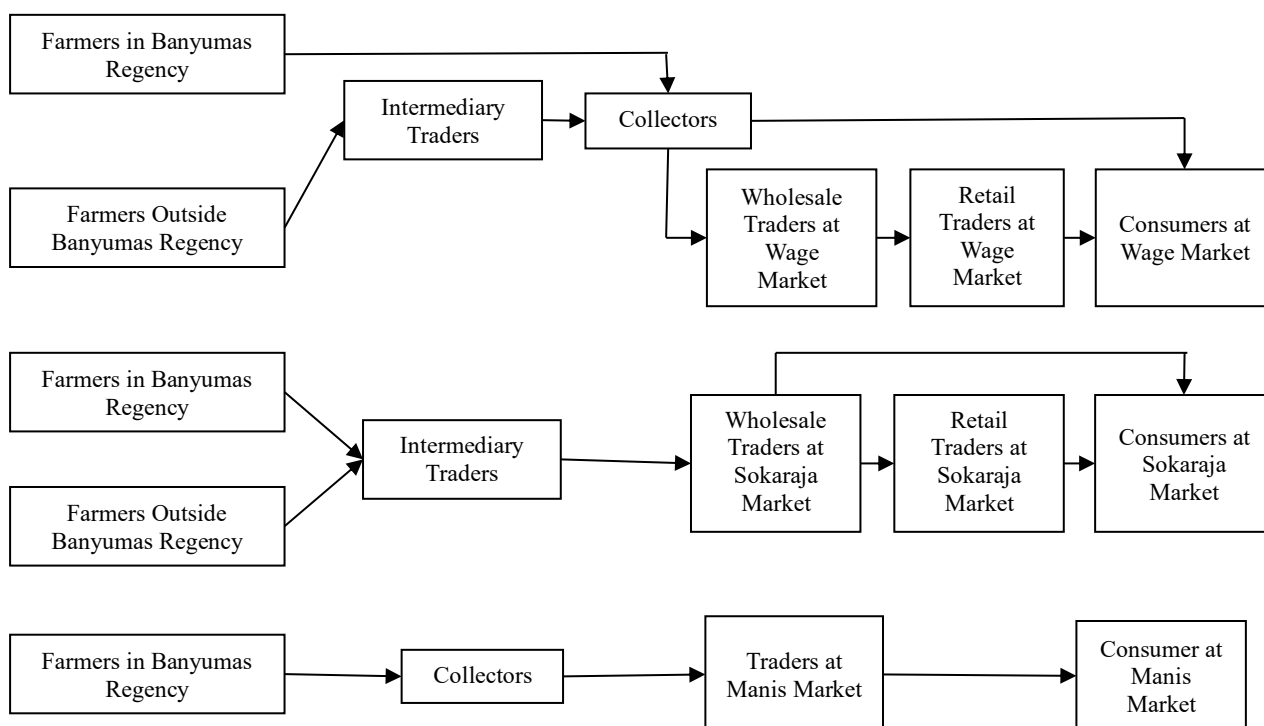 Farmers in Banyumas
Regency
Intermediary
Traders
Collectors
Farmers Outside
Banyumas Regency
Wholesale
Traders at
Wage
Market
Retail
Traders at
Wage
Market
Consumers at
Wage Market
Farmers in Banyumas
Regency
Farmers Outside
Banyumas Regency
Intermediary
Traders
Wholesale
Traders at
Sokaraja
Market
Retail
Traders at
Sokaraja
Market
Consumers at
Sokaraja
Market
Farmers in Banyumas
Regency
Collectors
Traders at
Manis Market
Consumer at
Manis
Market